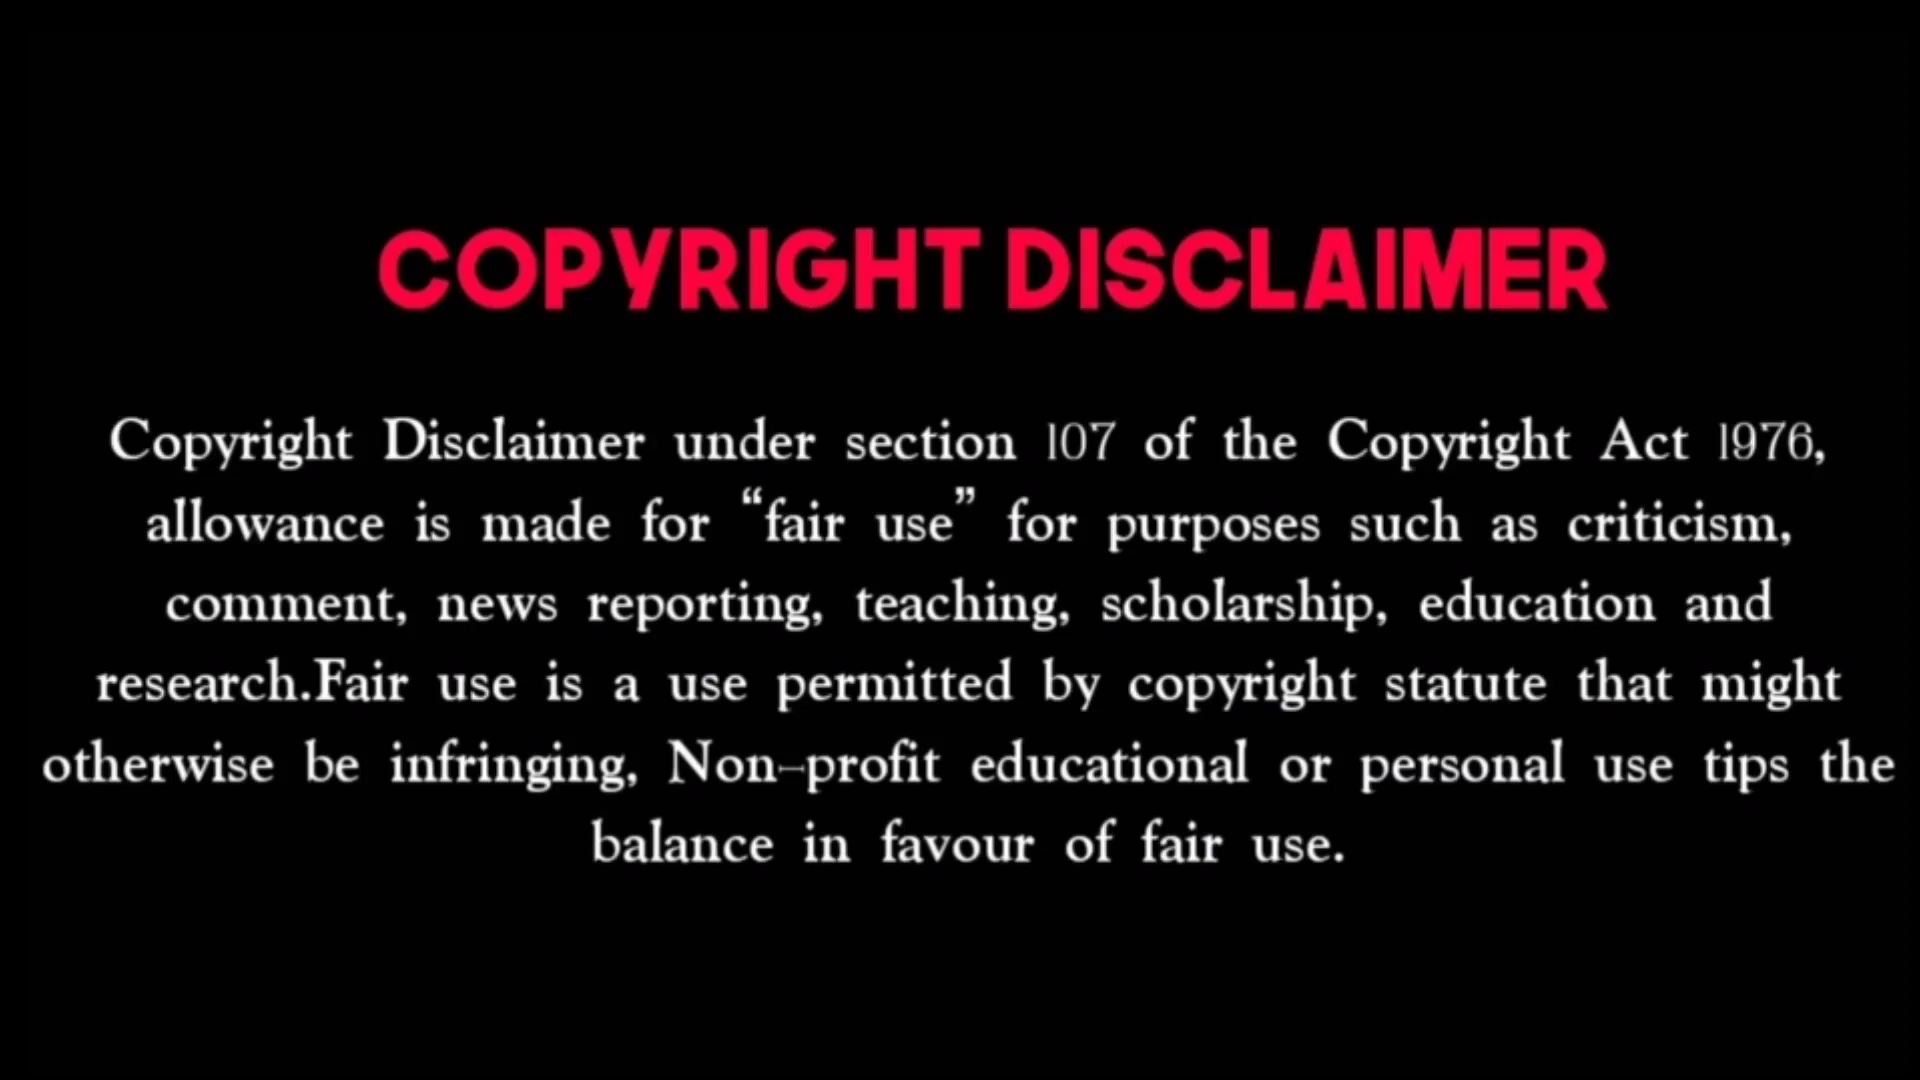 COPYRIGHT DISCLAIMER
Copyright Disclaimer under section 107 of the Copyright Act 1976,
allowance is made for “fair use” for purposes such as criticism,
comment, news reporting, teaching, scholarship, education and
research.Fair use is a use permitted by copyright statute that might
otherwise be infringing, Non-profit educational or personal use tips the
balance in favour of fair use.